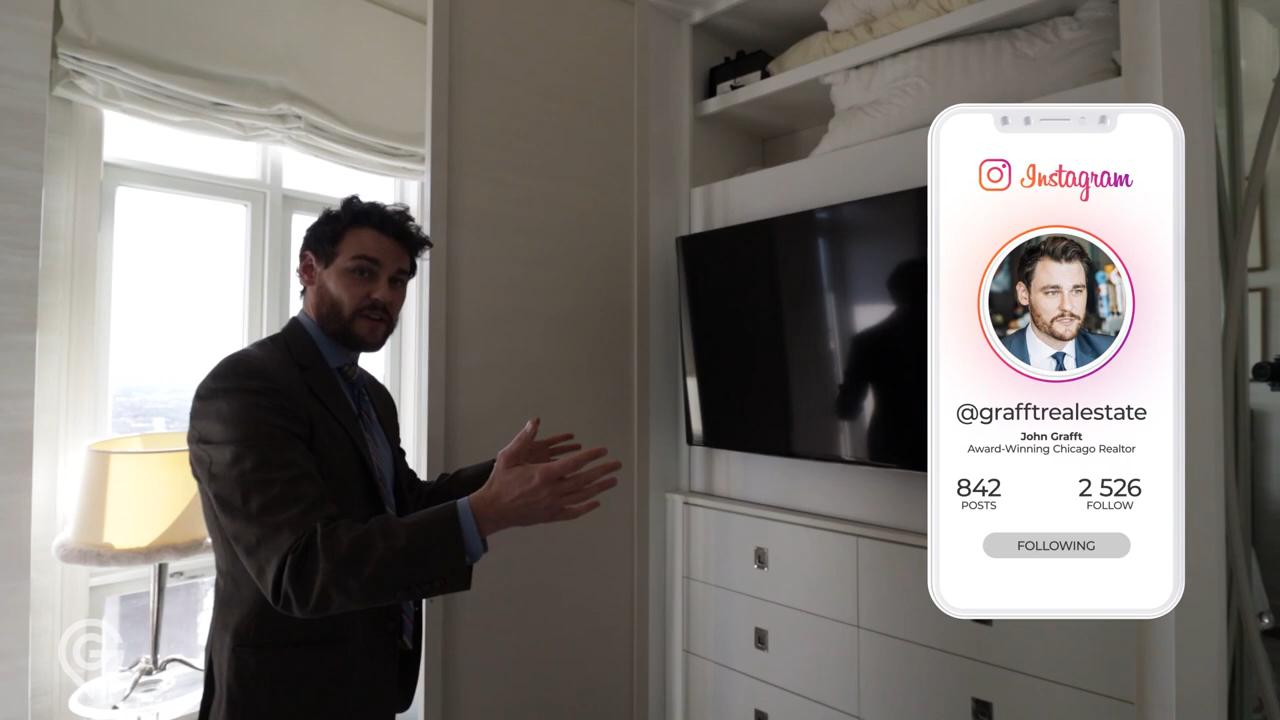 Instagram
@grafftrealestate
John Grafft
Award-Winning Chicago Realtor
842
POSTS
2 526
FOLLOW
FOLLOWING
G